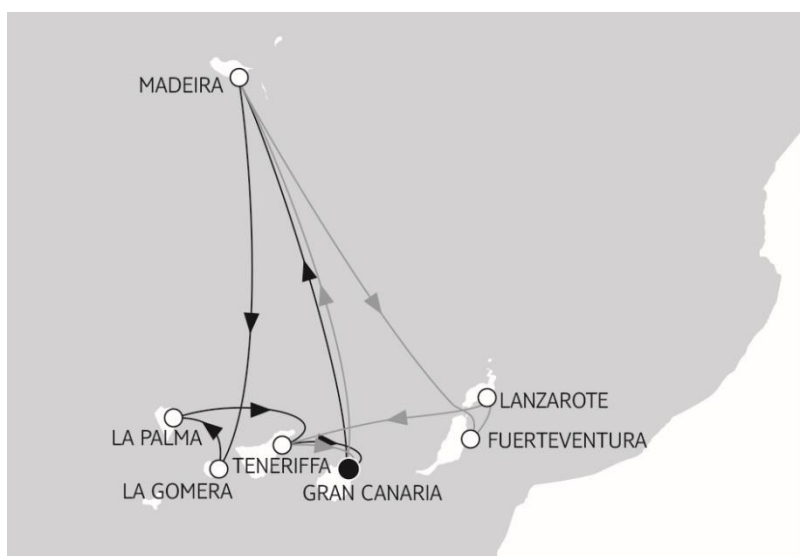 MADEIRA
LANZAROTE
LA PALMA
FUERTEVENTURA
TENERIFFA
LA GOMERA
GRAN CANARIA